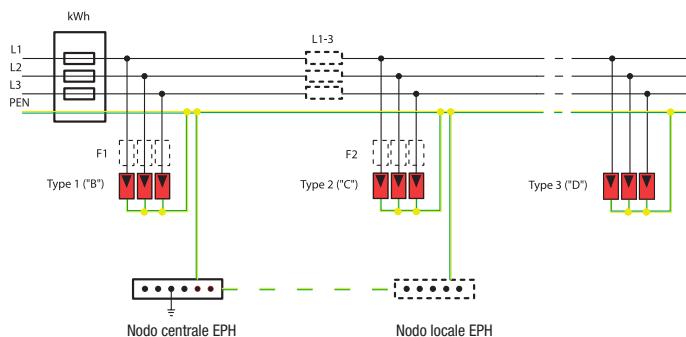 kWh
L1-3
L1
L2
L3
PEN
F1
F2
Type 1 ("B")
Type 2 ("C")
Type 3 ("D")
Nodo centrale EPH
Nodo locale EPH